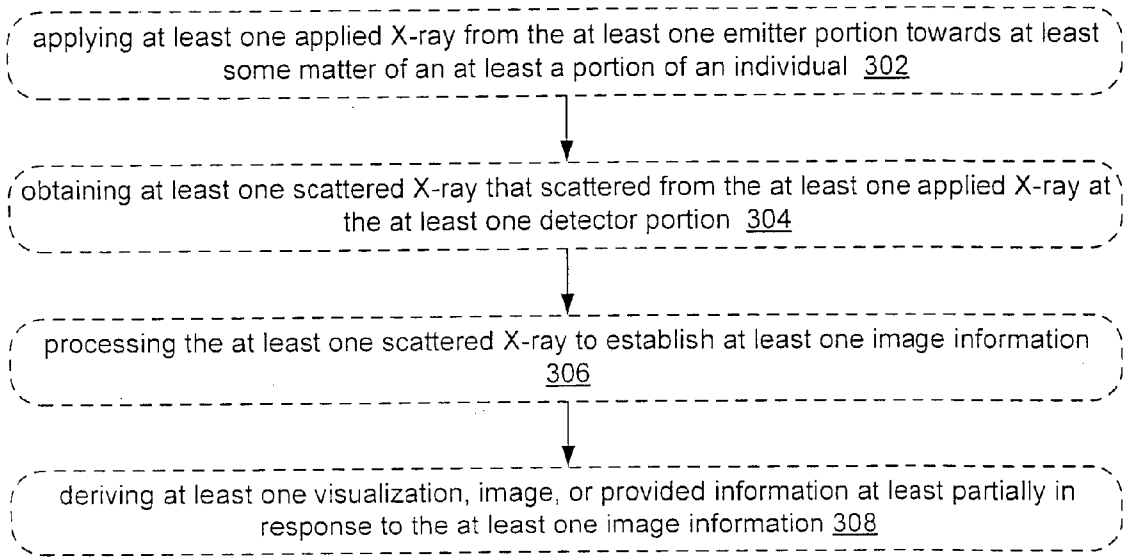 applying at least one applied X-ray from the at least one emitter portion towards at least
some matter of an at least a portion of an individual 302
obtaining at least one scattered X-ray that scattered from the at least one applied X-ray at
the at least one detector portion 304
processing the at least one scattered X-ray to establish at least one image information
306
deriving at least one visualization, image, or provided information at least partially in
response to the at least one image information 308